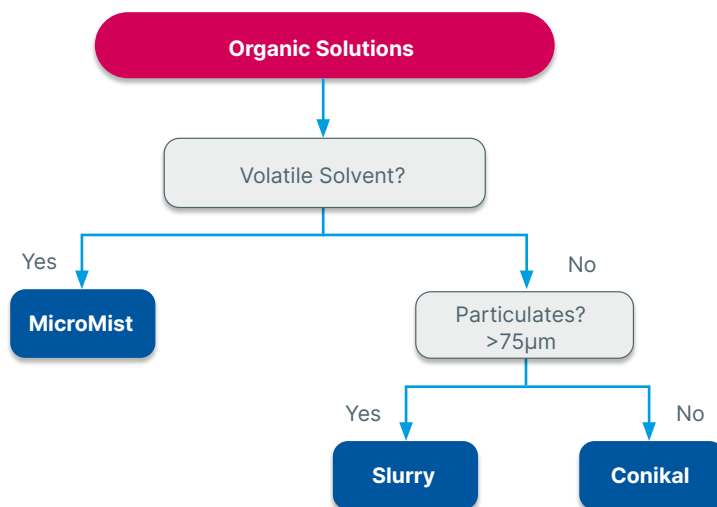 Organic Solutions
Volatile Solvent?
Yes
No
MicroMist
Particulates?
>75µm
Yes
No
Slurry
Conikal